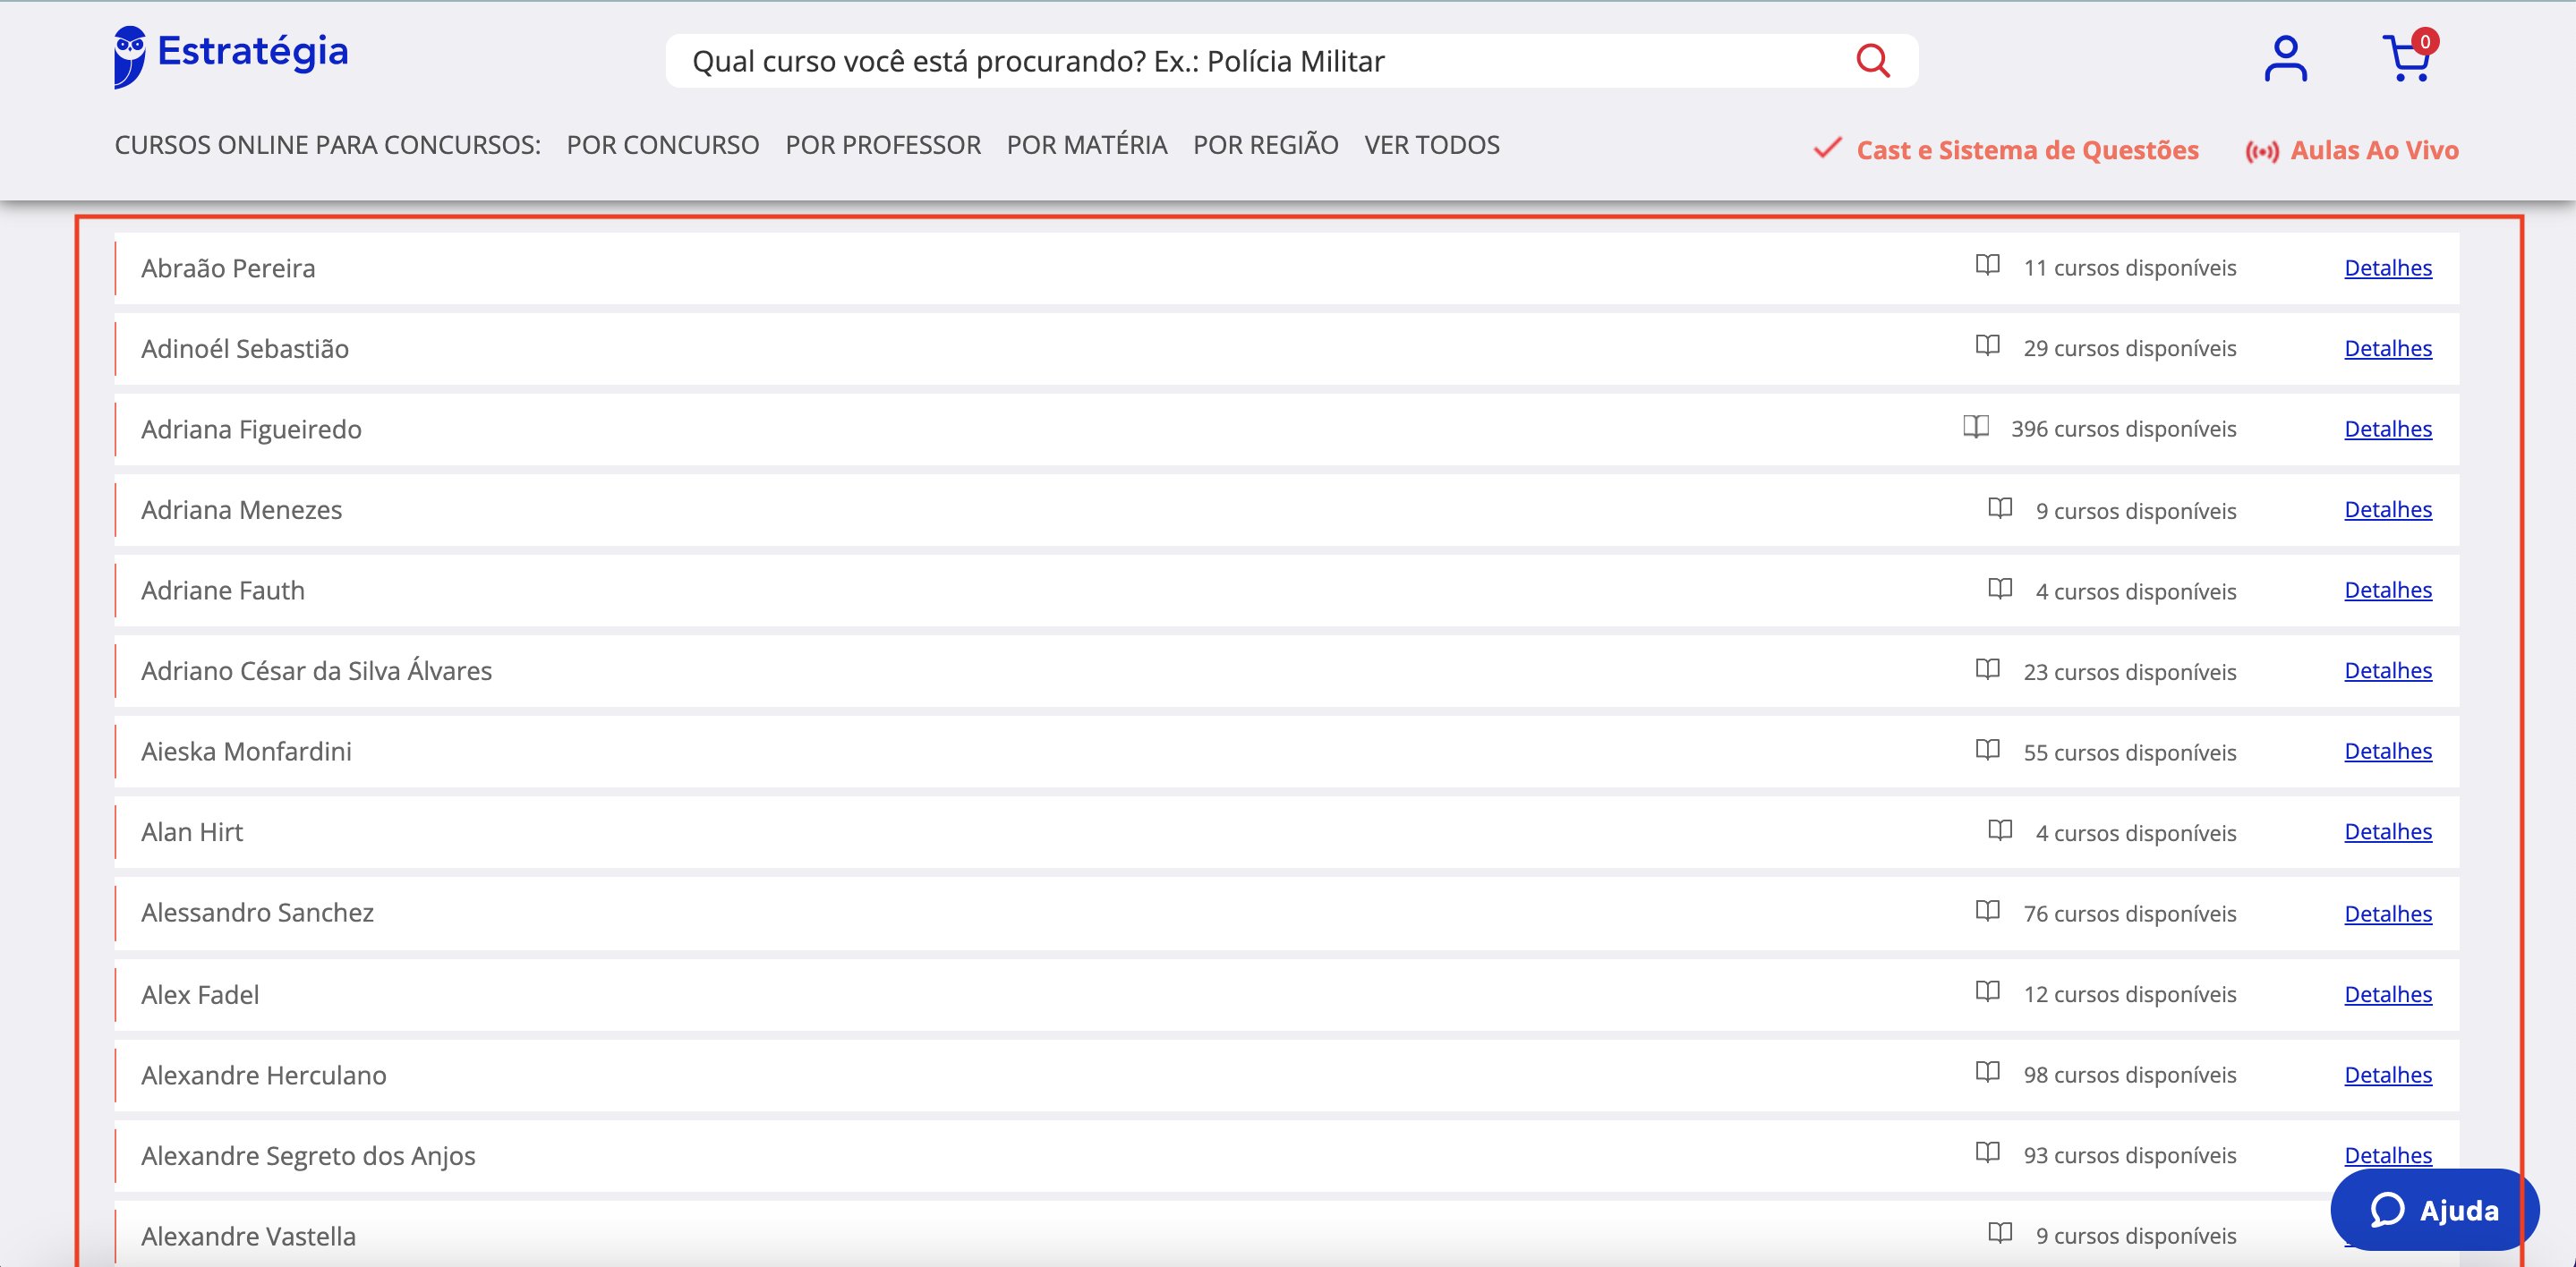 Estratégia
Qual curso você está procurando? Ex.: Polícia Militar
0
CURSOS ONLINE PARA CONCURSOS: POR CONCURSO POR PROFESSOR POR MATÉRIA POR REGIÃO VER TODOS
Cast e Sistema de Questões Aulas Ao Vivo
Abraão Pereira 11 cursos disponíveis Detalhes
Adinoél Sebastião 29 cursos disponíveis Detalhes
Adriana Figueiredo 396 cursos disponíveis Detalhes
Adriana Menezes 9 cursos disponíveis Detalhes
Adriane Fauth 4 cursos disponíveis Detalhes
Adriano César da Silva Álvares 23 cursos disponíveis Detalhes
Aieska Monfardini 55 cursos disponíveis Detalhes
Alan Hirt 4 cursos disponíveis Detalhes
Alessandro Sanchez 76 cursos disponíveis Detalhes
Alex Fadel 12 cursos disponíveis Detalhes
Alexandre Herculano 98 cursos disponíveis Detalhes
Alexandre Segreto dos Anjos 93 cursos disponíveis Detalhes
Alexandre Vastella 9 cursos disponíveis
Ajuda